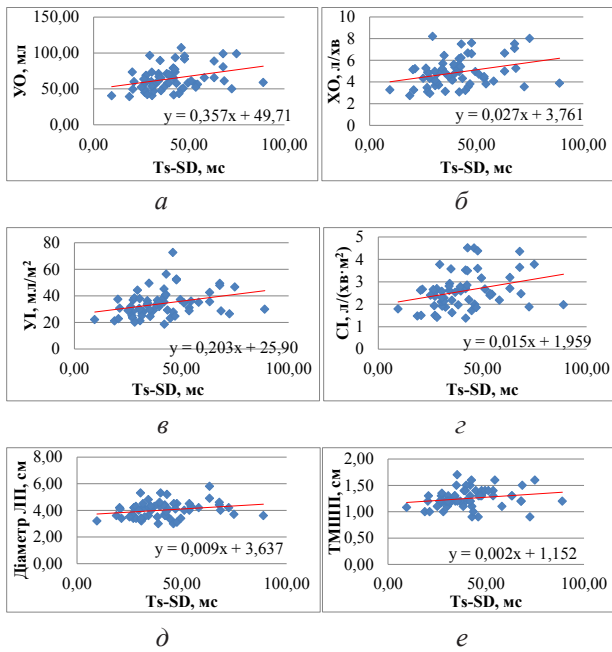 УО, мл
150,00
100,00
50,00
0,00
0,00 50,00 100,00
y = 0,357x + 49,71
Ts-SD, мс
а
ХО, л/хв
10
8
6
4
2
0
0,00 50,00 100,00
y = 0,027x + 3,761
Ts-SD, мс
б
УІ, мл/м²
80
60
40
20
0
0,00 50,00 100,00
y = 0,203x + 25,90
Ts-SD, мс
в
СІ, л/(хв·м²)
5
4
3
2
1
0
0,00 50,00 100,00
y = 0,015x + 1,959
Ts-SD, мс
г
Діаметр ЛП, см
8,00
6,00
4,00
2,00
0,00
0,00 50,00 100,00
y = 0,009x + 3,637
Ts-SD, мс
д
ТМШП, см
2,00
1,50
1,00
0,50
0,00
0,00 50,00 100,00
y = 0,002x + 1,152
Ts-SD, мс
е